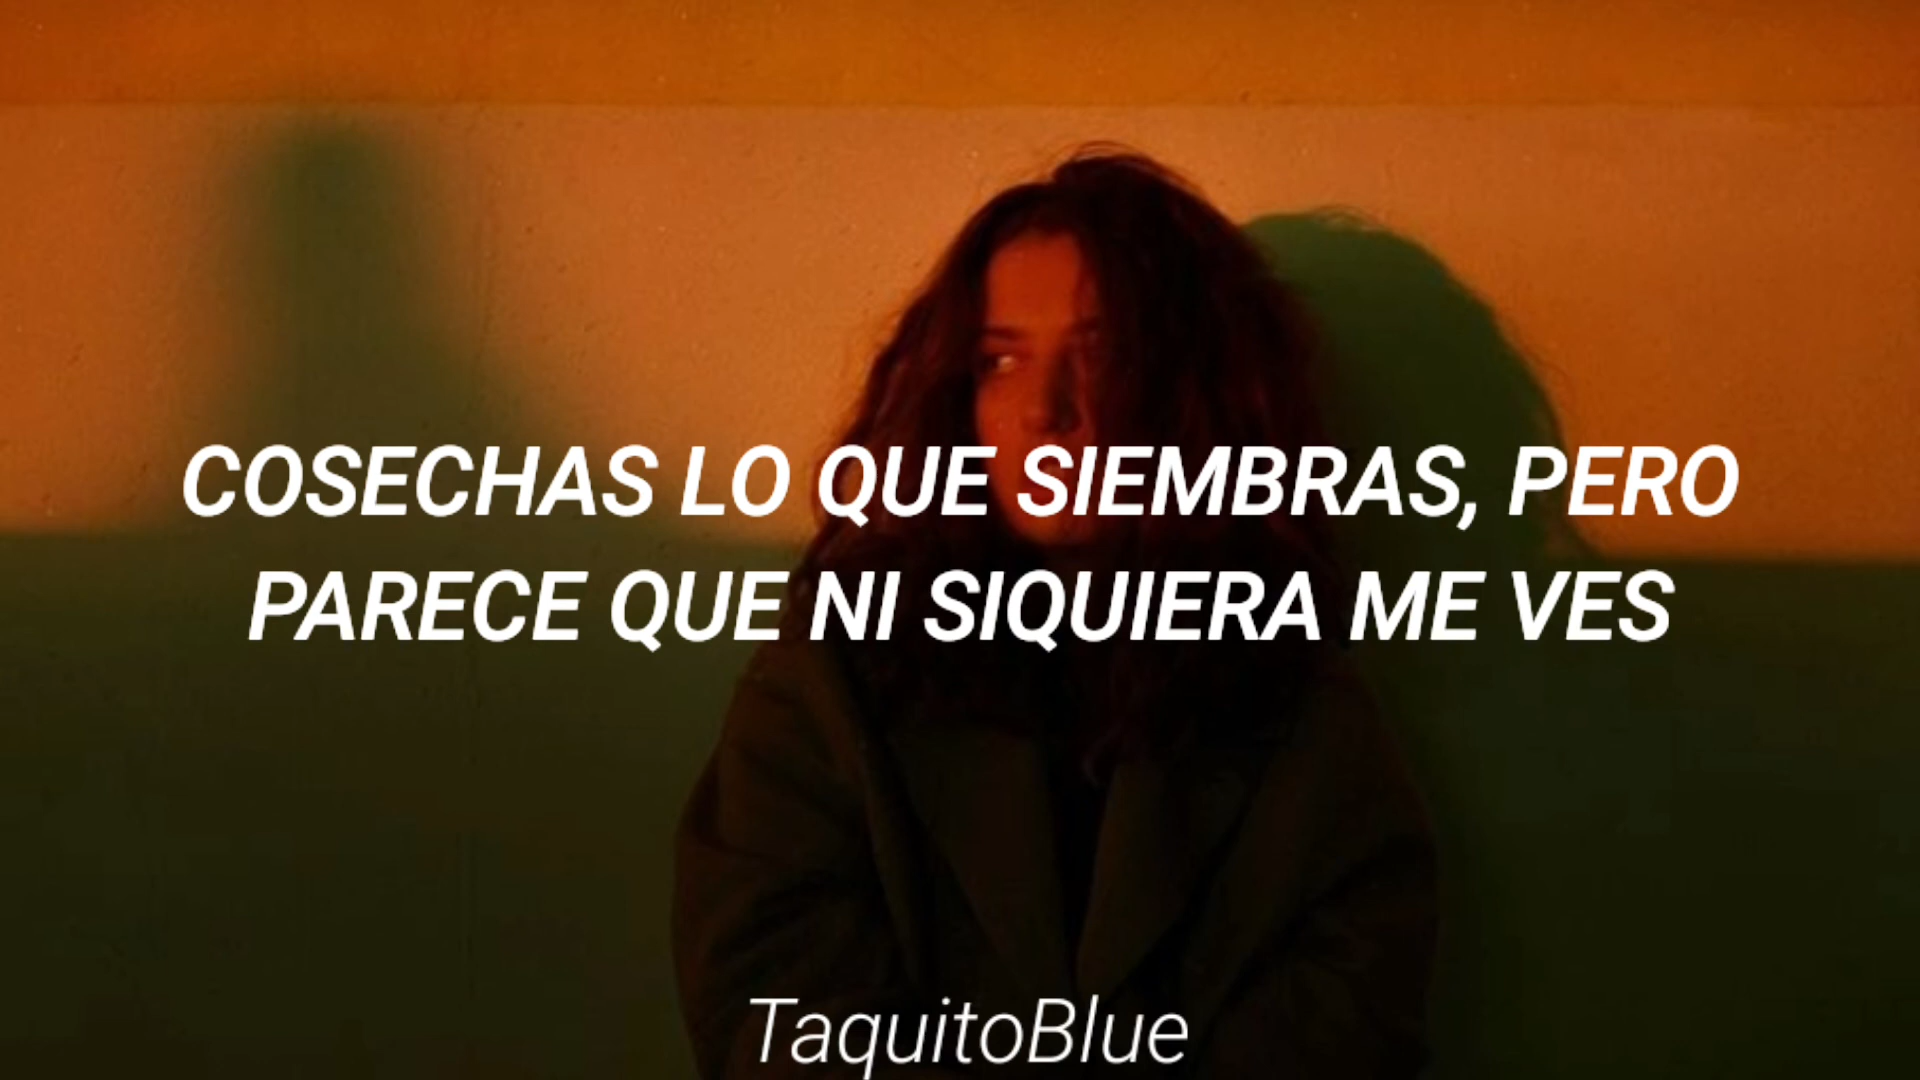 COSECHAS LO QUE SIEMBRAS, PERO
PARECE QUE NI SIQUIERA ME VES
TaquitoBlue